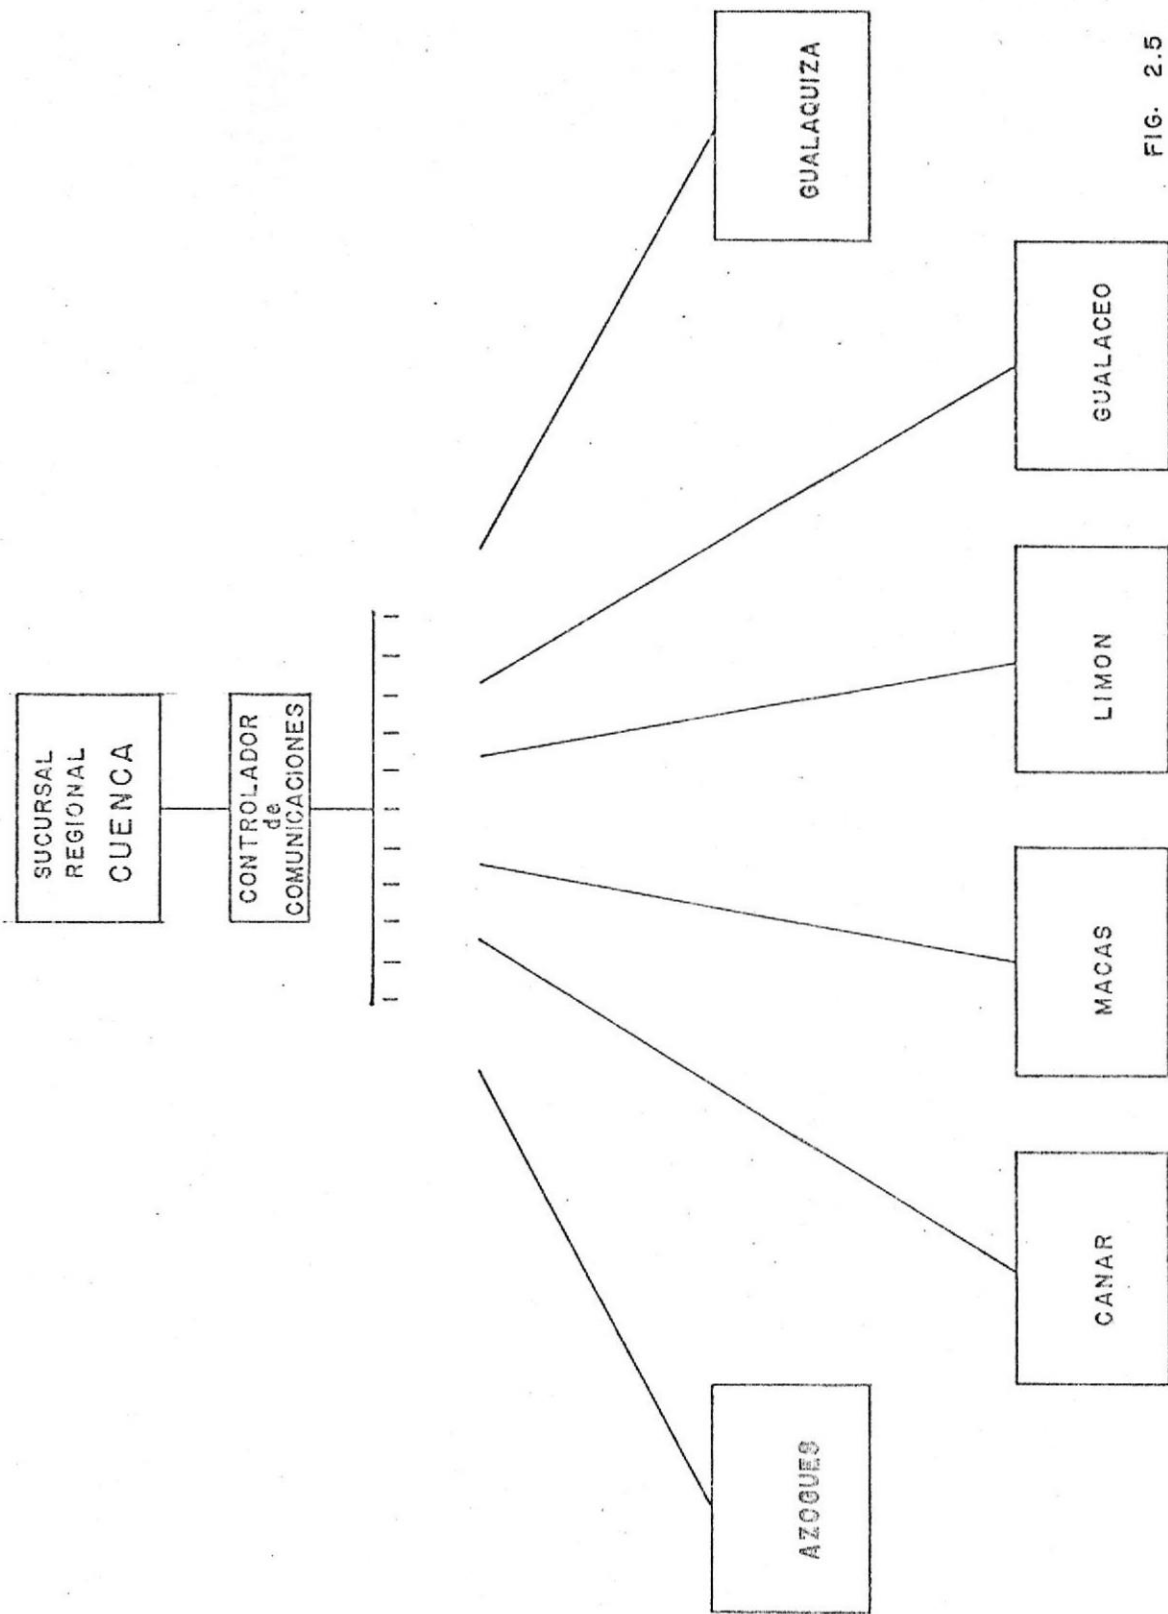 SUCURSAL
REGIONAL
CUENCA
CONTROLADOR
de
COMUNICACIONES
AZOGUES
CANAR
MACAS
LIMON
GUALACEO
GUALAQUIZA
FIG. 2.5